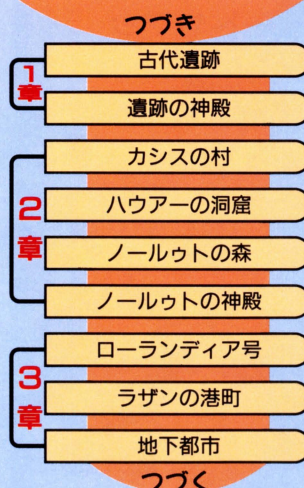 つづき
1章
古代遺跡
遺跡の神殿
2章
カシスの村
ハウアーの洞窟
ノールゥトの森
ノールゥトの神殿
3章
ローランディア号
ラザンの港町
地下都市
つづく